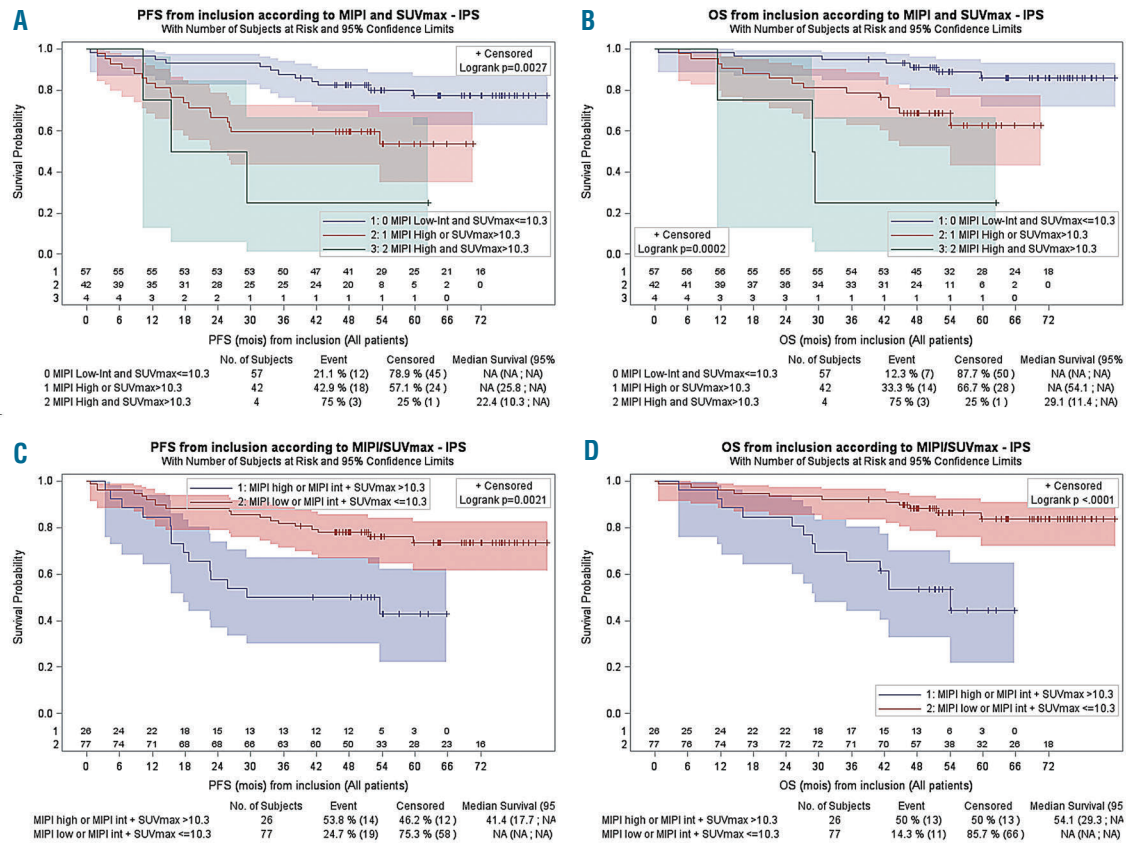 A
PFS from inclusion according to MIPI and SUVmax - IPS
With Number of Subjects at Risk and 95% Confidence Limits
+ Censored
Logrank p=0.0027
Survival Probability
1.0
0.8
0.6
0.4
0.2
0.0
1: 0 MIPI Low-Int and SUVmax<=10.3
2: 1 MIPI High or SUVmax>10.3
3: 2 MIPI High and SUVmax>10.3
1 57 55 55 53 53 53 50 47 41 29 25 21 16
2 42 39 35 31 28 25 25 24 20 8 5 2 0
3 4 4 3 2 2 1 1 1 1 1 1 0
0 6 12 18 24 30 36 42 48 54 60 66 72
PFS (mois) from inclusion (All patients)
No. of Subjects Event Censored Median Survival (95%
0 MIPI Low-Int and SUVmax<=10.3 57 21.1 % (12) 78.9 % (45) NA (NA ; NA)
1 MIPI High or SUVmax>10.3 42 42.9 % (18) 57.1 % (24) NA (25.8 ; NA)
2 MIPI High and SUVmax>10.3 4 75 % (3) 25 % (1) 22.4 (10.3 ; NA)
B
OS from inclusion according to MIPI and SUVmax - IPS
With Number of Subjects at Risk and 95% Confidence Limits
Survival Probability
1.0
0.8
0.6
0.4
0.2
0.0
1: 0 MIPI Low-Int and SUVmax<=10.3
2: 1 MIPI High or SUVmax>10.3
3: 2 MIPI High and SUVmax>10.3
+ Censored
Logrank p=0.0002
1 57 56 56 55 55 55 54 53 45 32 28 24 18
2 42 41 39 37 36 34 33 31 24 11 6 2 0
3 4 4 3 3 3 1 1 1 1 1 1 0
0 6 12 18 24 30 36 42 48 54 60 66 72
OS (mois) from inclusion (All patients)
No. of Subjects Event Censored Median Survival (95%
0 MIPI Low-Int and SUVmax<=10.3 57 12.3 % (7) 87.7 % (50) NA (NA ; NA)
1 MIPI High or SUVmax>10.3 42 33.3 % (14) 66.7 % (28) NA (54.1 ; NA)
2 MIPI High and SUVmax>10.3 4 75 % (3) 25 % (1) 29.1 (11.4 ; NA)
C
PFS from inclusion according to MIPI/SUVmax - IPS
With Number of Subjects at Risk and 95% Confidence Limits
1: MIPI high or MIPI int + SUVmax >10.3
2: MIPI low or MIPI int + SUVmax <=10.3
+ Censored
Logrank p=0.0021
Survival Probability
1.0
0.8
0.6
0.4
0.2
0.0
1 26 24 22 18 15 13 13 12 12 5 3 0
2 77 74 71 68 68 66 63 60 50 33 28 23 16
0 6 12 18 24 30 36 42 48 54 60 66 72
PFS (mois) from inclusion (All patients)
No. of Subjects Event Censored Median Survival (95
MIPI high or MIPI int + SUVmax >10.3 26 53.8 % (14) 46.2 % (12) 41.4 (17.7 ; NA
MIPI low or MIPI int + SUVmax <=10.3 77 24.7 % (19) 75.3 % (58) NA (NA ; NA)
D
OS from inclusion according to MIPI/SUVmax - IPS
With Number of Subjects at Risk and 95% Confidence Limits
+ Censored
Logrank p <.0001
Survival Probability
1.0
0.8
0.6
0.4
0.2
0.0
1: MIPI high or MIPI int + SUVmax >10.3
2: MIPI low or MIPI int + SUVmax <=10.3
1 26 25 24 22 22 18 17 15 13 6 3 0
2 77 76 74 73 72 72 71 70 57 38 32 26 18
0 6 12 18 24 30 36 42 48 54 60 66 72
OS (mois) from inclusion (All patients)
No. of Subjects Event Censored Median Survival (95
MIPI high or MIPI int + SUVmax >10.3 26 50 % (13) 50 % (13) 54.1 (29.3 ; NA
MIPI low or MIPI int + SUVmax <=10.3 77 14.3 % (11) 85.7 % (66) NA (NA ; NA)